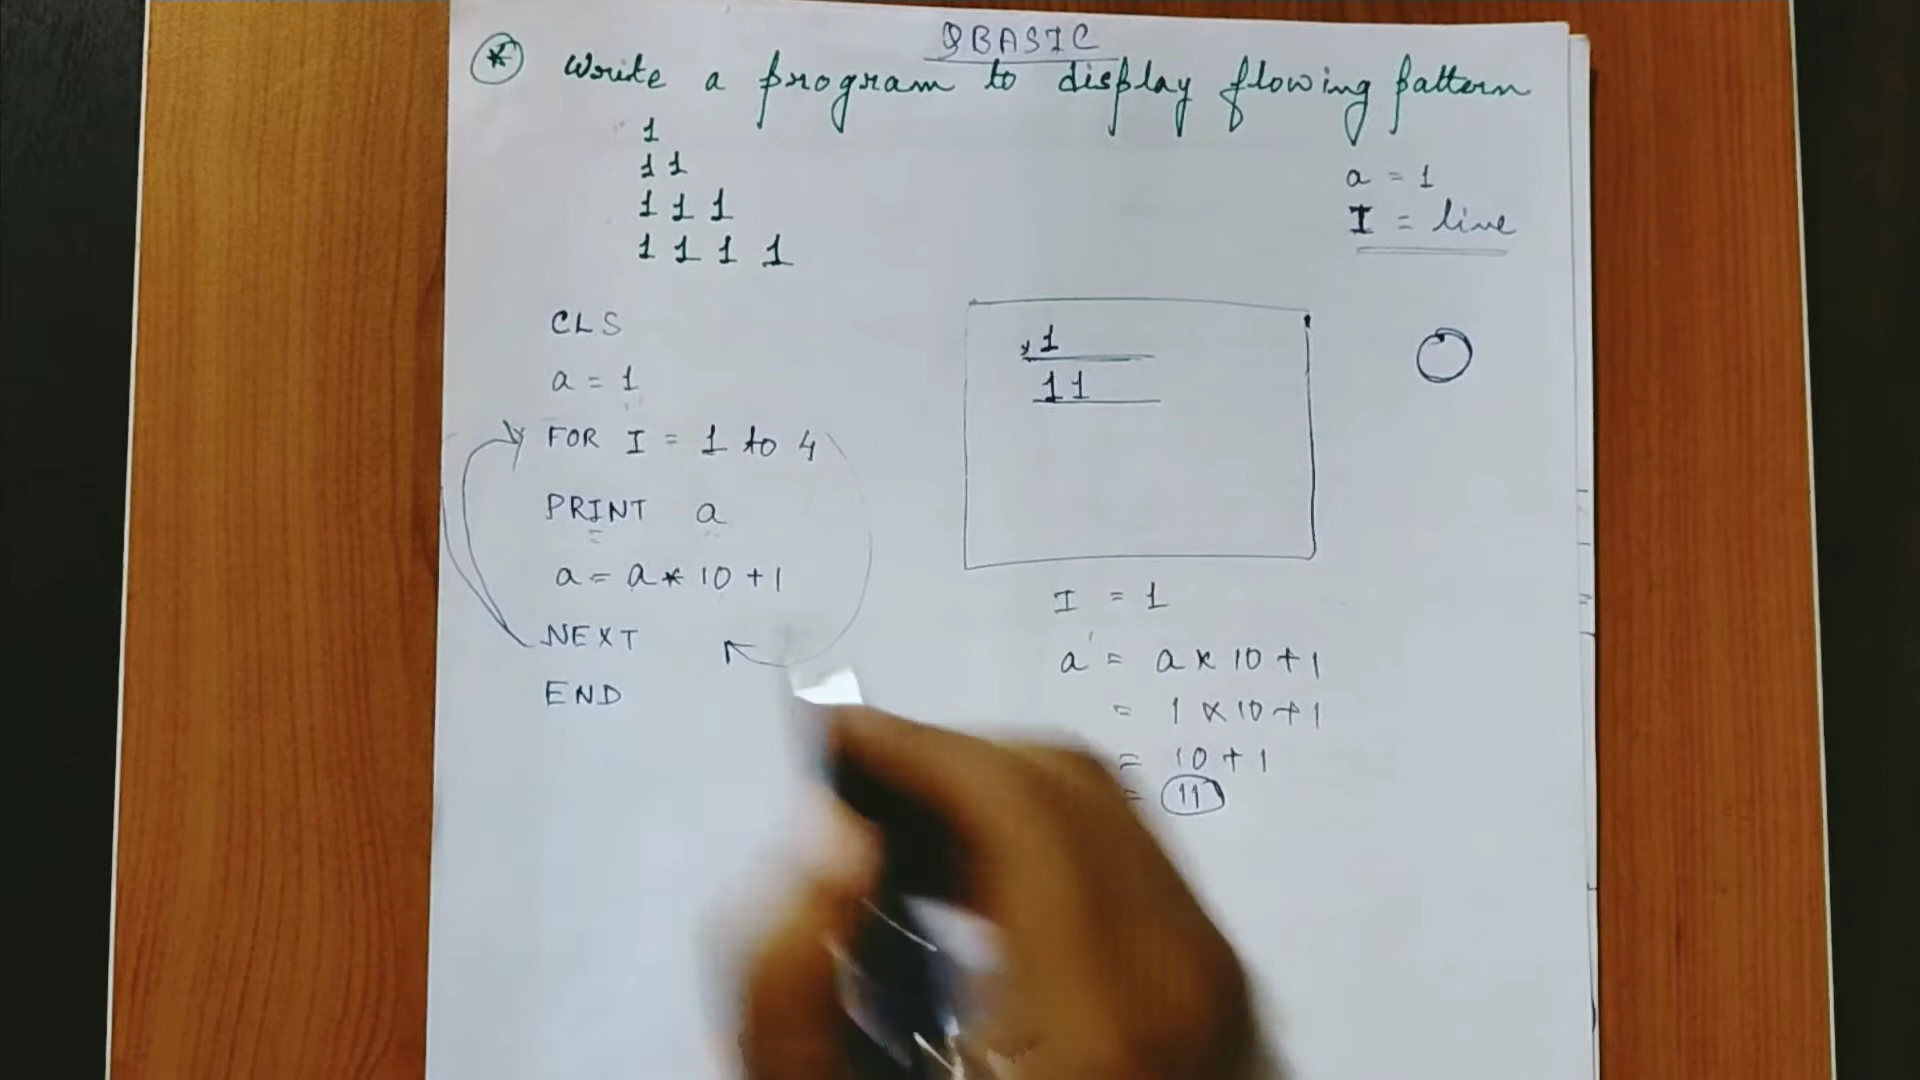 QBASIC
* Write a program to display flowing pattern
1
1 1
1 1 1
1 1 1 1
a = 1
I = line
CLS
a = 1
FOR I = 1 to 4
PRINT a
a = a * 10 + 1
NEXT
END
1
11
I = 1
a = a × 10 + 1
= 1 × 10 + 1
= 10 + 1
= 11